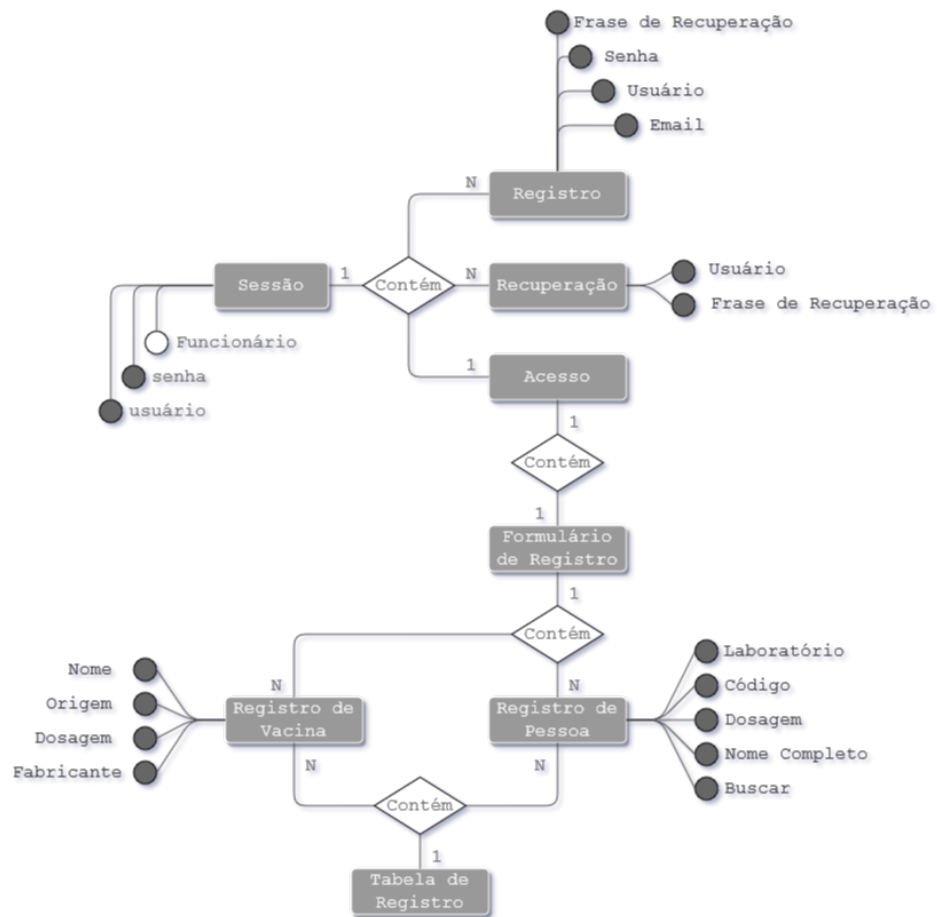 Frase de Recuperação
Senha
Usuário
Email
N
Registro
Sessão
1
Contém
N
Recuperação
Usuário
Frase de Recuperação
Funcionário
senha
usuário
1
Acesso
1
Contém
1
Formulário
de Registro
1
Contém
Nome
Origem
Dosagem
Fabricante
N
Registro de
Vacina
N
N
Registro de
Pessoa
N
Laboratório
Código
Dosagem
Nome Completo
Buscar
Contém
1
Tabela de
Registro